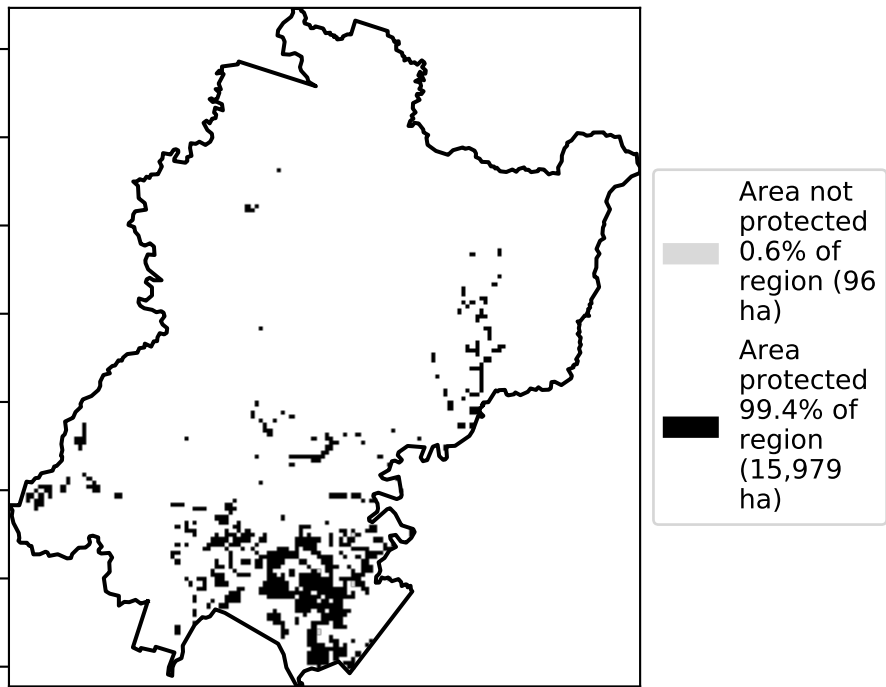 Area not
protected
0.6% of
region (96
ha)
Area
protected
99.4% of
region
(15,979
ha)